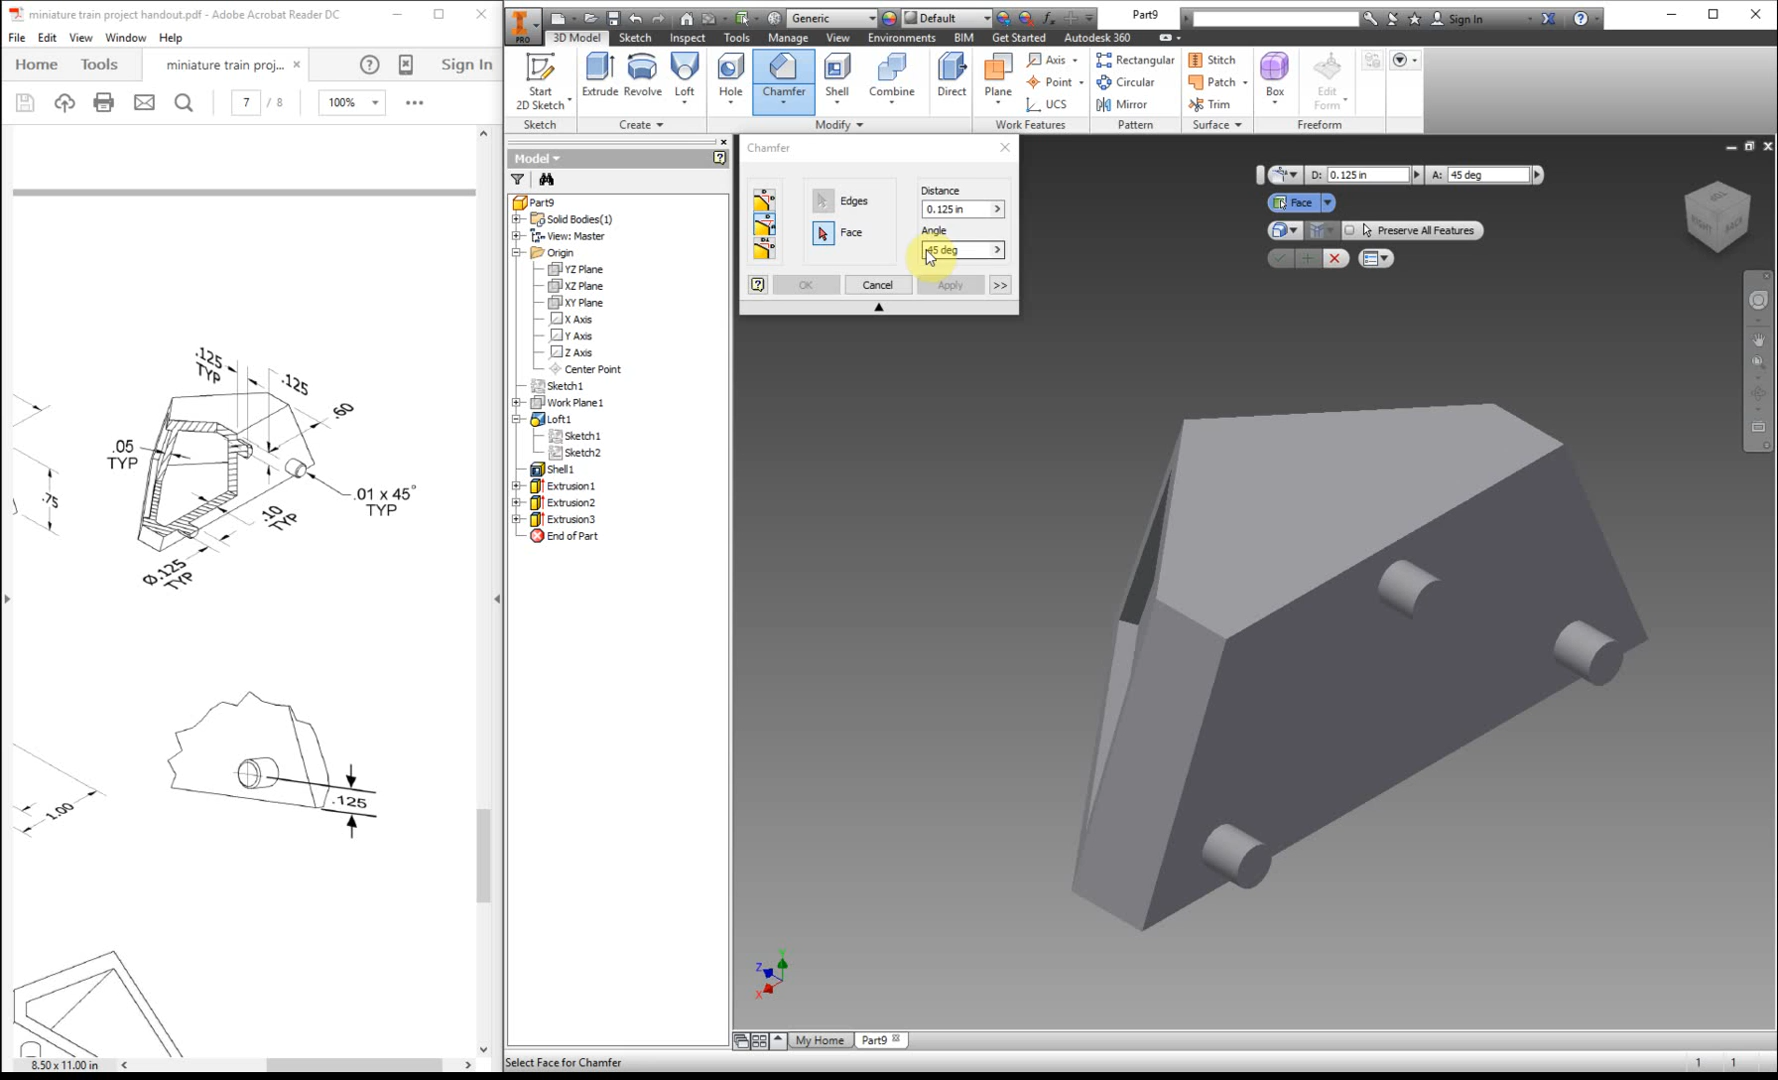 miniature train project handout.pdf - Adobe Acrobat Reader DC
File Edit View Window Help
Home Tools miniature train proj... × Sign In
7 / 8 100%
.125
TYP
.125
.60
.05
TYP
.75
.01 x 45°
TYP
.10
TYP
Ø.125
TYP
.125
1.00
8.50 x 11.00 in
PRO
Generic Default Part9 Sign In
3D Model Sketch Inspect Tools Manage View Environments BIM Get Started Autodesk 360
Start
2D Sketch
Extrude Revolve Loft Hole Chamfer Shell Combine Direct Plane
Axis
Point
UCS
Rectangular
Circular
Mirror
Stitch
Patch
Trim
Box
Edit
Form
Sketch Create Modify Work Features Pattern Surface Freeform
Model
Part9
Solid Bodies(1)
View: Master
Origin
YZ Plane
XZ Plane
XY Plane
X Axis
Y Axis
Z Axis
Center Point
Sketch1
Work Plane1
Loft1
Sketch1
Sketch2
Shell1
Extrusion1
Extrusion2
Extrusion3
End of Part
Chamfer
Edges
Face
Distance
0.125 in
Angle
45 deg
OK Cancel Apply >>
D: 0.125 in A: 45 deg
Face
Preserve All Features
Z Y X
My Home Part9
Select Face for Chamfer 1 1